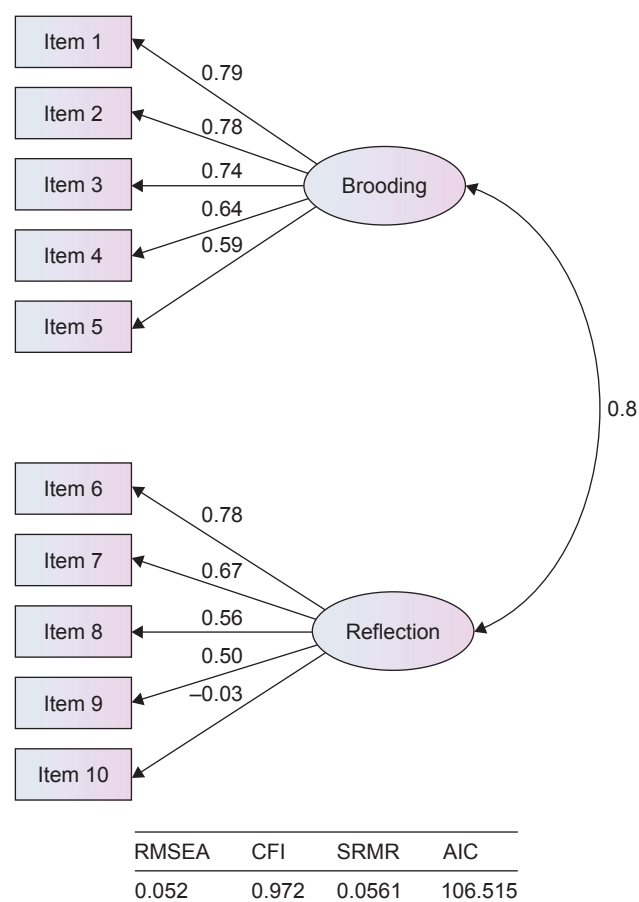 Item 1
0.79
Item 2
0.78
Item 3
0.74
Brooding
0.64
Item 4
0.59
Item 5
0.8
Item 6
0.78
Item 7
0.67
Item 8
0.56
Reflection
0.50
Item 9
–0.03
Item 10
RMSEA CFI SRMR AIC
0.052 0.972 0.0561 106.515